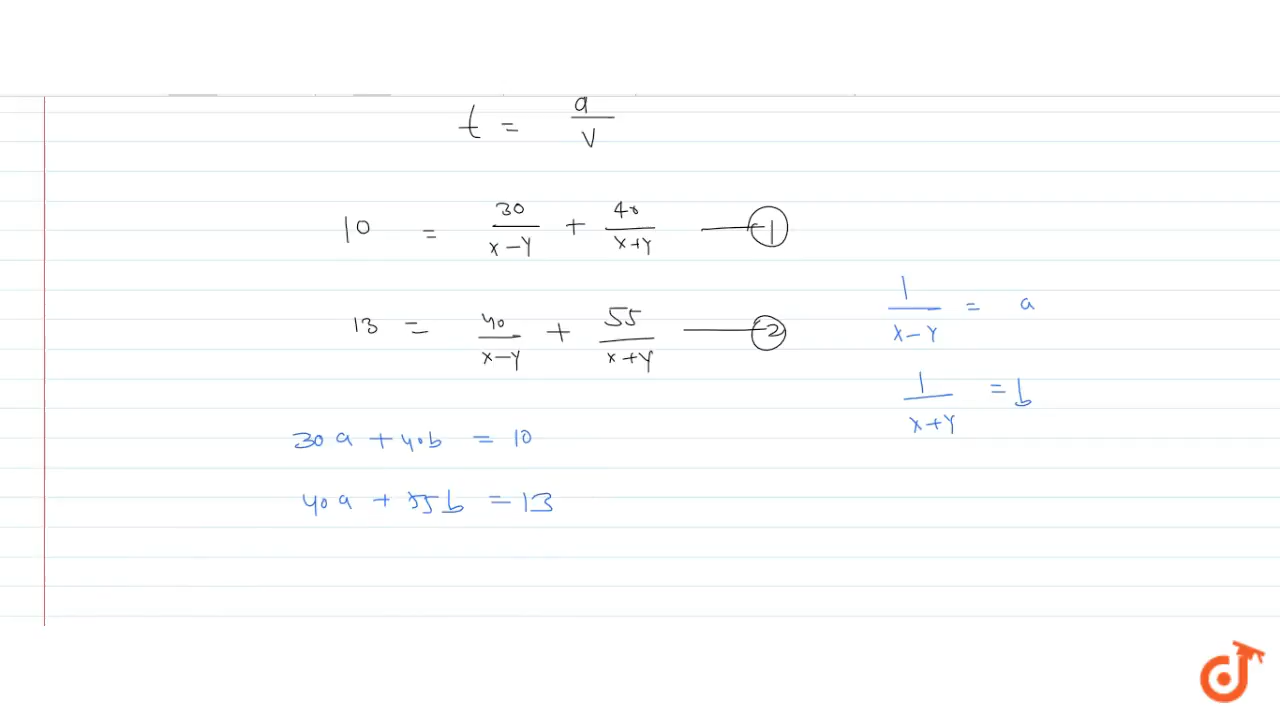 t = a/V
10 = 30/(x-y) + 40/(x+y) ——①
13 = 40/(x-y) + 55/(x+y) ——②
1/(x-y) = a
1/(x+y) = b
30a + 40b = 10
40a + 55b = 13